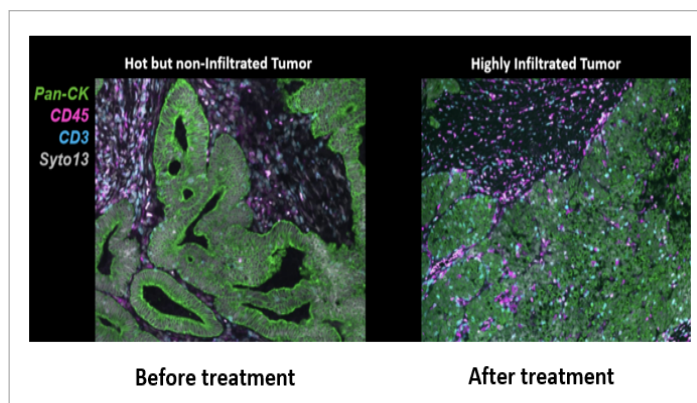 Hot but non-Infiltrated Tumor
Highly Infiltrated Tumor
Pan-CK
CD45
CD3
Syto13
Before treatment
After treatment